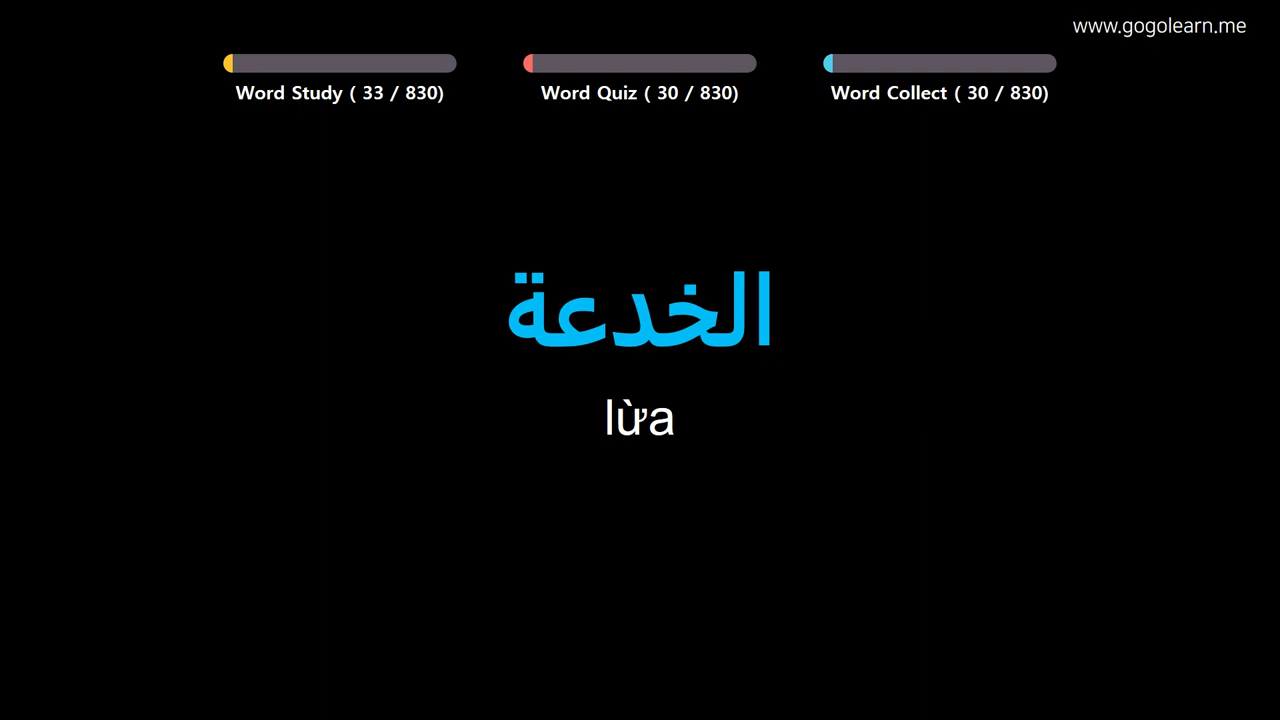 www.gogolearn.me
Word Study ( 33 / 830)
Word Quiz ( 30 / 830)
Word Collect ( 30 / 830)
الخدعة
lừa